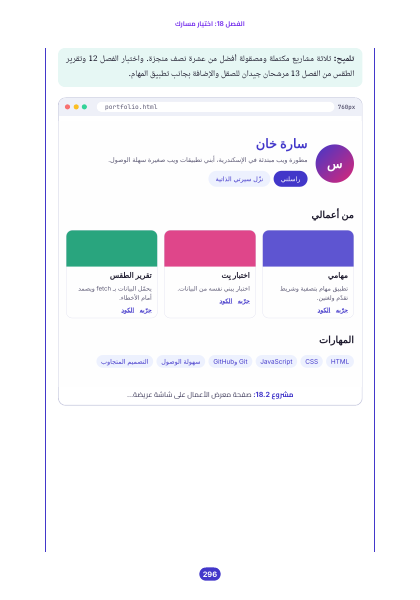 الفصل 18: اختيار مسارك
تلميح: ثلاثة مشاريع مكتملة ومصقولة أفضل من عشرة نصف منجزة. واختبار الفصل 12 وتقرير
الطقس من الفصل 13 مرشحان جيدان للصقل والإضافة بجانب تطبيق المهام.
portfolio.html
760px
سارة خان
مطورة ويب مبتدئة في الإسكندرية. أبني تطبيقات ويب صغيرة سهلة الوصول.
راسلني
نزّل سيرتي الذاتية
س
من أعمالي
مهامي
تطبيق مهام بتصفية وشريط
تقدّم ولغتين.
جرّبه الكود
اختبار بِت
اختبار يبني نفسه من البيانات.
جرّبه الكود
تقرير الطقس
يحمّل البيانات بـ fetch ويصمد
أمام الأخطاء.
جرّبه الكود
المهارات
HTML
CSS
JavaScript
Git وGitHub
سهولة الوصول
التصميم المتجاوب
مشروع 18.2: صفحة معرض الأعمال على شاشة عريضة...
296